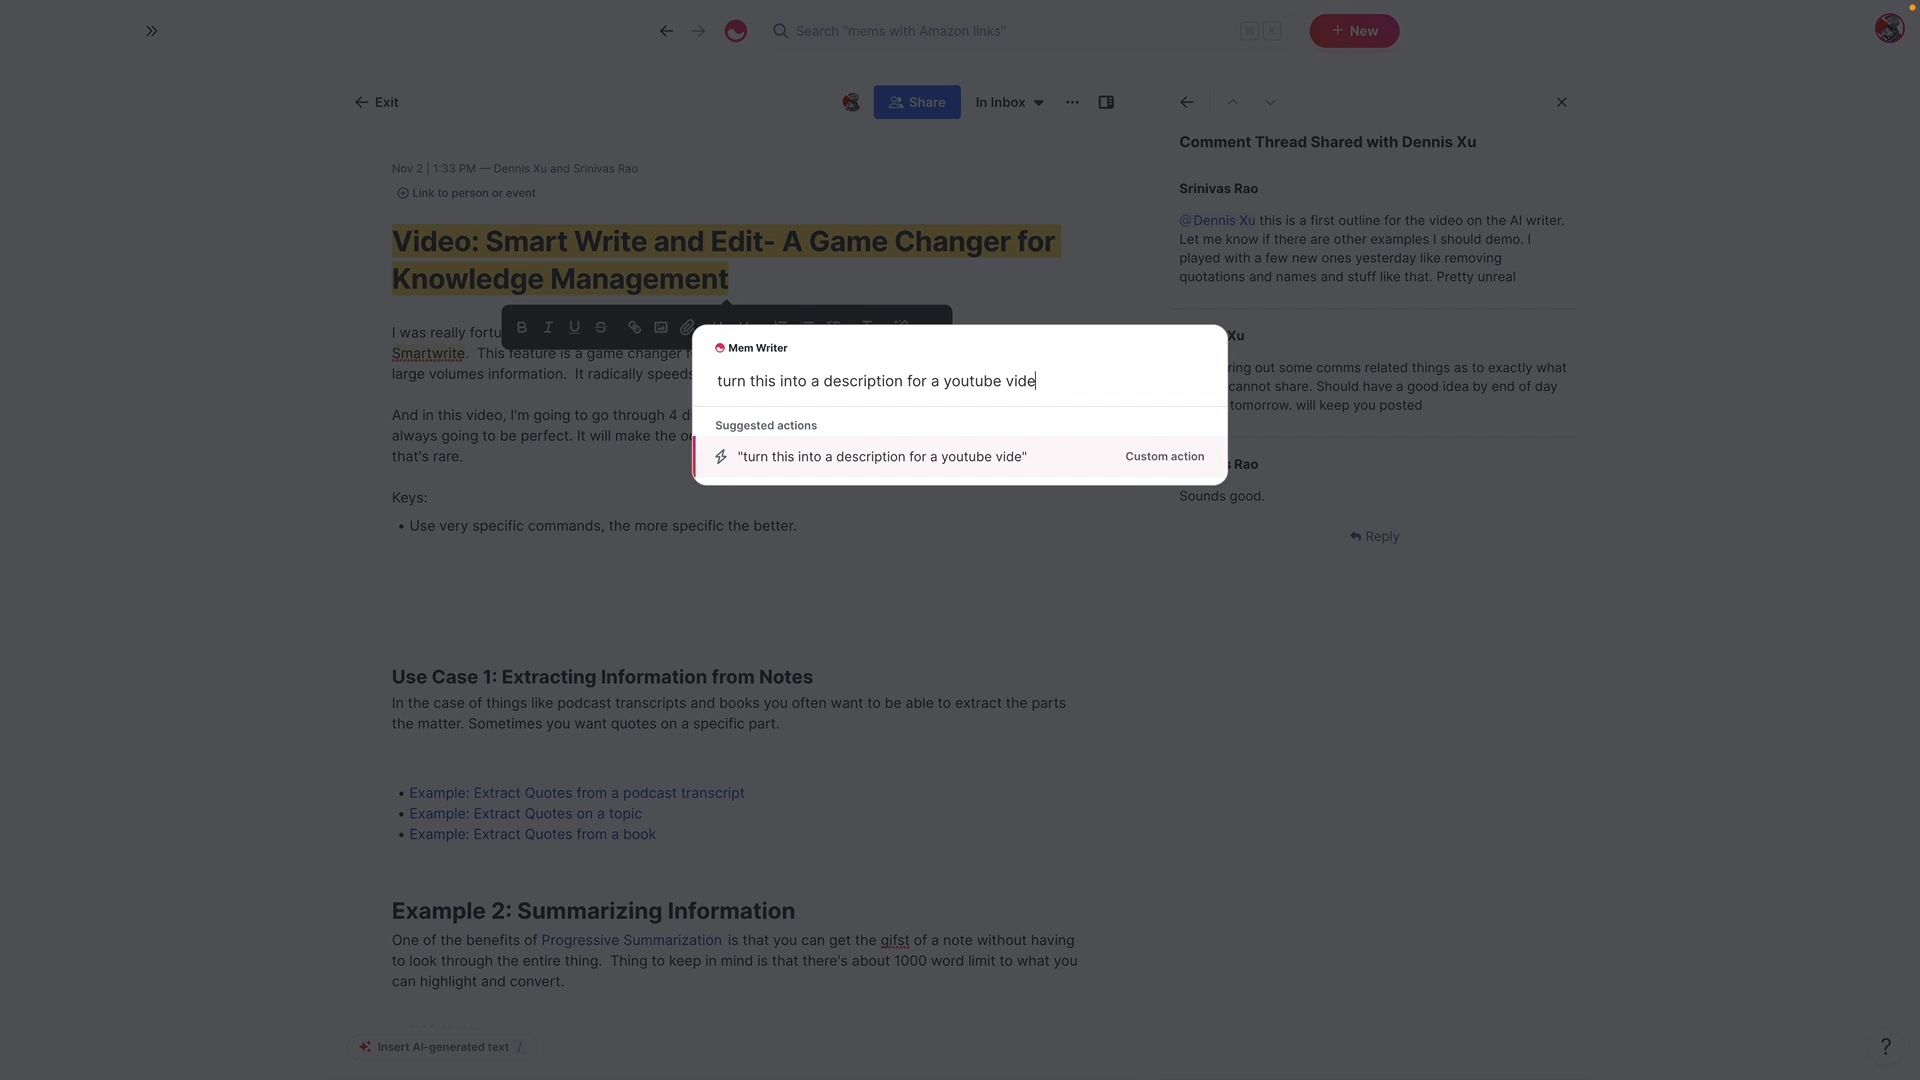 Search "mems with Amazon links"
⌘ K
+ New
Exit
Share
In Inbox
Nov 2 | 1:33 PM — Dennis Xu and Srinivas Rao
Link to person or event
Video: Smart Write and Edit- A Game Changer for
Knowledge Management
B I U S
I was really fortu
Smartwrite. This feature is a game changer f
large volumes information. It radically speeds
And in this video, I'm going to go through 4 d
always going to be perfect. It will make the o
that's rare.
Keys:
• Use very specific commands, the more specific the better.
Use Case 1: Extracting Information from Notes
In the case of things like podcast transcripts and books you often want to be able to extract the parts
the matter. Sometimes you want quotes on a specific part.
• Example: Extract Quotes from a podcast transcript
• Example: Extract Quotes on a topic
• Example: Extract Quotes from a book
Example 2: Summarizing Information
One of the benefits of Progressive Summarization is that you can get the gifst of a note without having
to look through the entire thing. Thing to keep in mind is that there's about 1000 word limit to what you
can highlight and convert.
Insert AI-generated text /
Mem Writer
turn this into a description for a youtube vide
Suggested actions
"turn this into a description for a youtube vide"
Custom action
Comment Thread Shared with Dennis Xu
Srinivas Rao
@Dennis Xu this is a first outline for the video on the AI writer.
Let me know if there are other examples I should demo. I
played with a few new ones yesterday like removing
quotations and names and stuff like that. Pretty unreal
Xu
ring out some comms related things as to exactly what
cannot share. Should have a good idea by end of day
tomorrow. will keep you posted
s Rao
Sounds good.
Reply
?